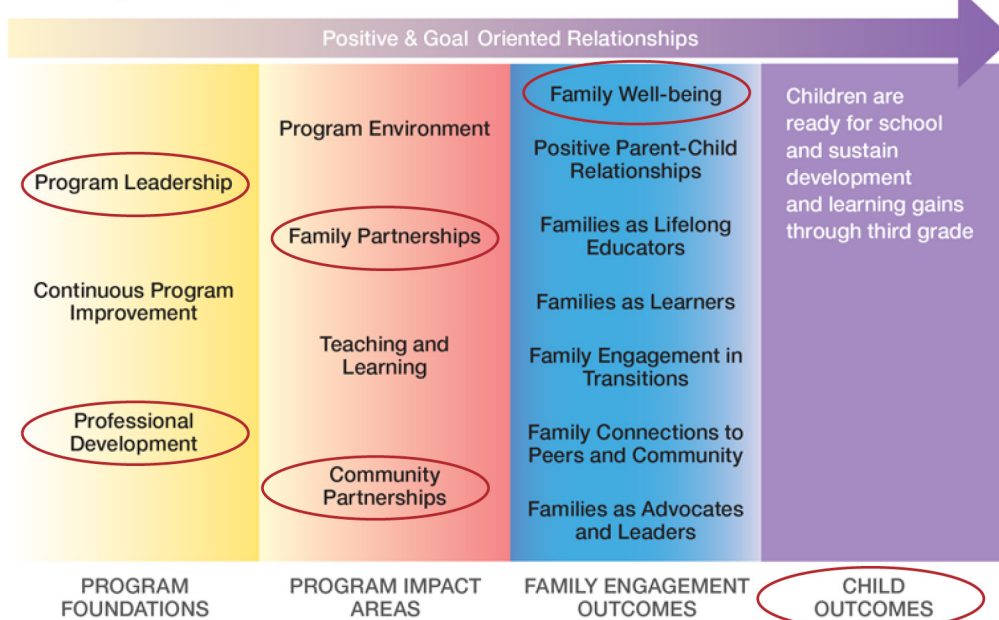 Positive & Goal Oriented Relationships
Program Leadership
Continuous Program
Improvement
Professional
Development
PROGRAM
FOUNDATIONS
Program Environment
Family Partnerships
Teaching and
Learning
Community
Partnerships
PROGRAM IMPACT
AREAS
Family Well-being
Positive Parent-Child
Relationships
Families as Lifelong
Educators
Families as Learners
Family Engagement in
Transitions
Family Connections to
Peers and Community
Families as Advocates
and Leaders
FAMILY ENGAGEMENT
OUTCOMES
Children are
ready for school
and sustain
development
and learning gains
through third grade
CHILD
OUTCOMES